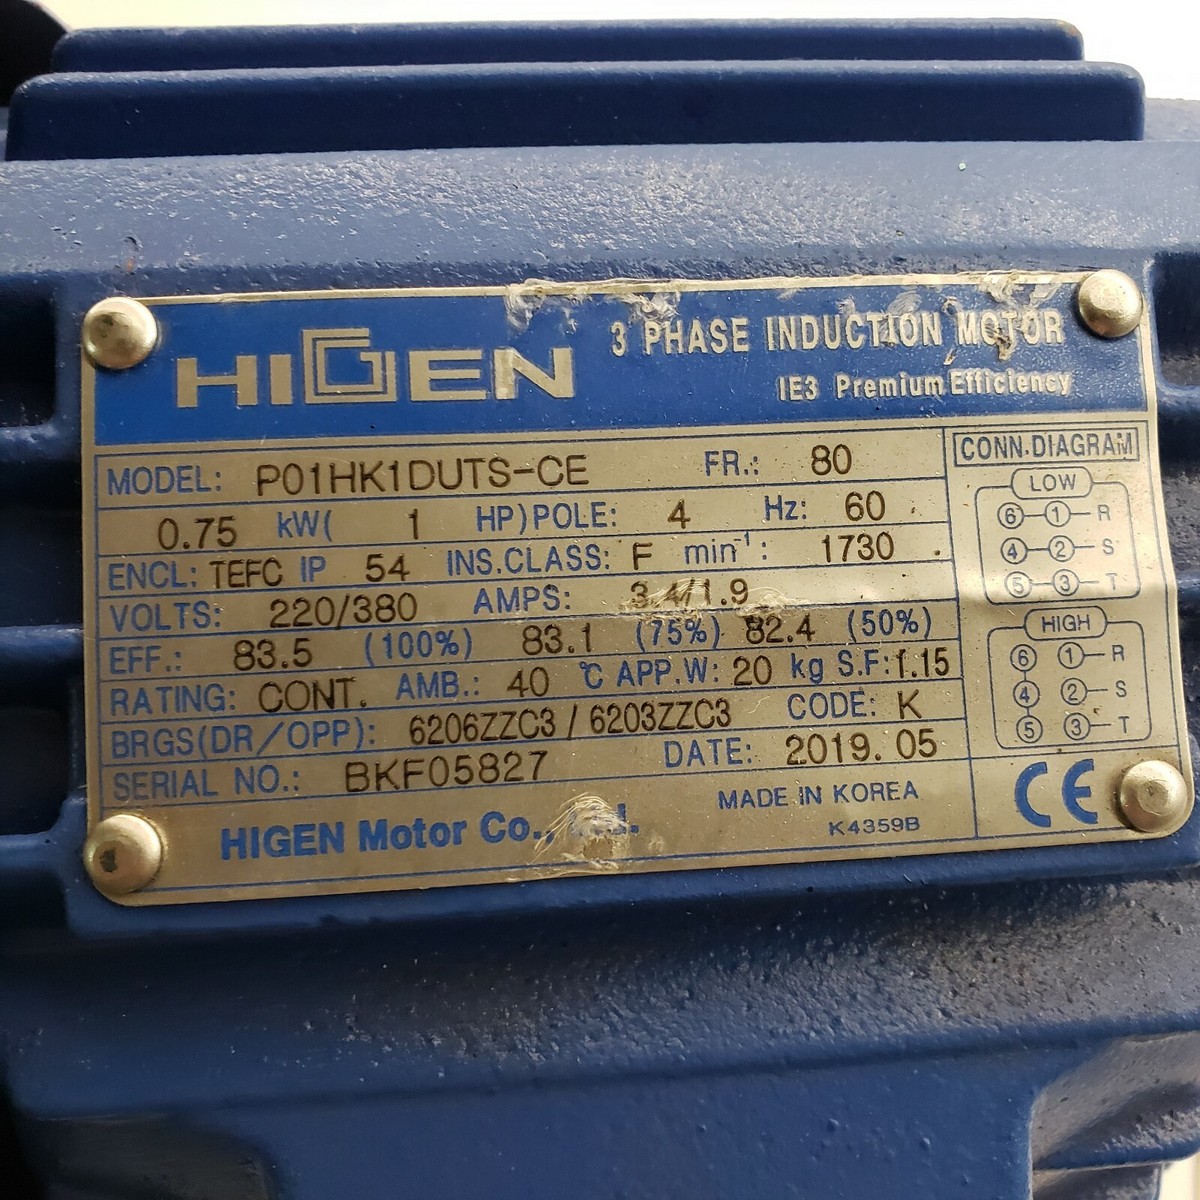 HIGEN
3 PHASE INDUCTION MOTOR
IE3 Premium Efficiency
MODEL: P01HK1DUTS-CE FR.: 80
0.75 kW( 1 HP) POLE: 4 Hz: 60
ENCL: TEFC IP 54 INS.CLASS: F min⁻¹: 1730
VOLTS: 220/380 AMPS: 3.4/1.9
EFF.: 83.5 (100%) 83.1 (75%) 82.4 (50%)
RATING: CONT. AMB.: 40 ℃ APP.W: 20 kg S.F: 1.15
BRGS(DR/OPP): 6206ZZC3 / 6203ZZC3 CODE: K
SERIAL NO.: BKF05827 DATE: 2019. 05
HIGEN Motor Co.,
MADE IN KOREA
K4359B
CONN.DIAGRAM
LOW
6 1 R
4 2 S
5 3 T
HIGH
6 1 R
4 2 S
5 3 T
CE